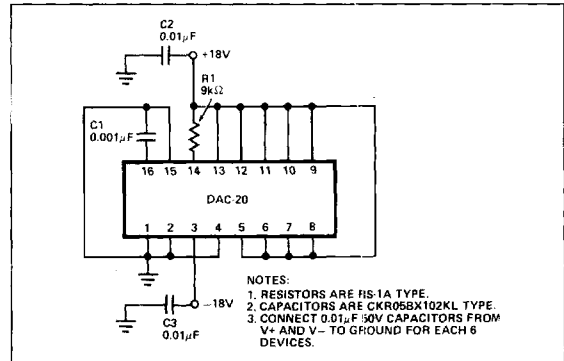 C2
0.01μF
+18V
R1
9kΩ
C1
0.001μF
16 15 14 13 12 11 10 9
DAC-20
1 2 3 4 5 6 7 8
C3
0.01μF
−18V
NOTES:
1. RESISTORS ARE RS-1A TYPE.
2. CAPACITORS ARE CKR05BX102KL TYPE.
3. CONNECT 0.01μF 50V CAPACITORS FROM
V+ AND V− TO GROUND FOR EACH 6
DEVICES.